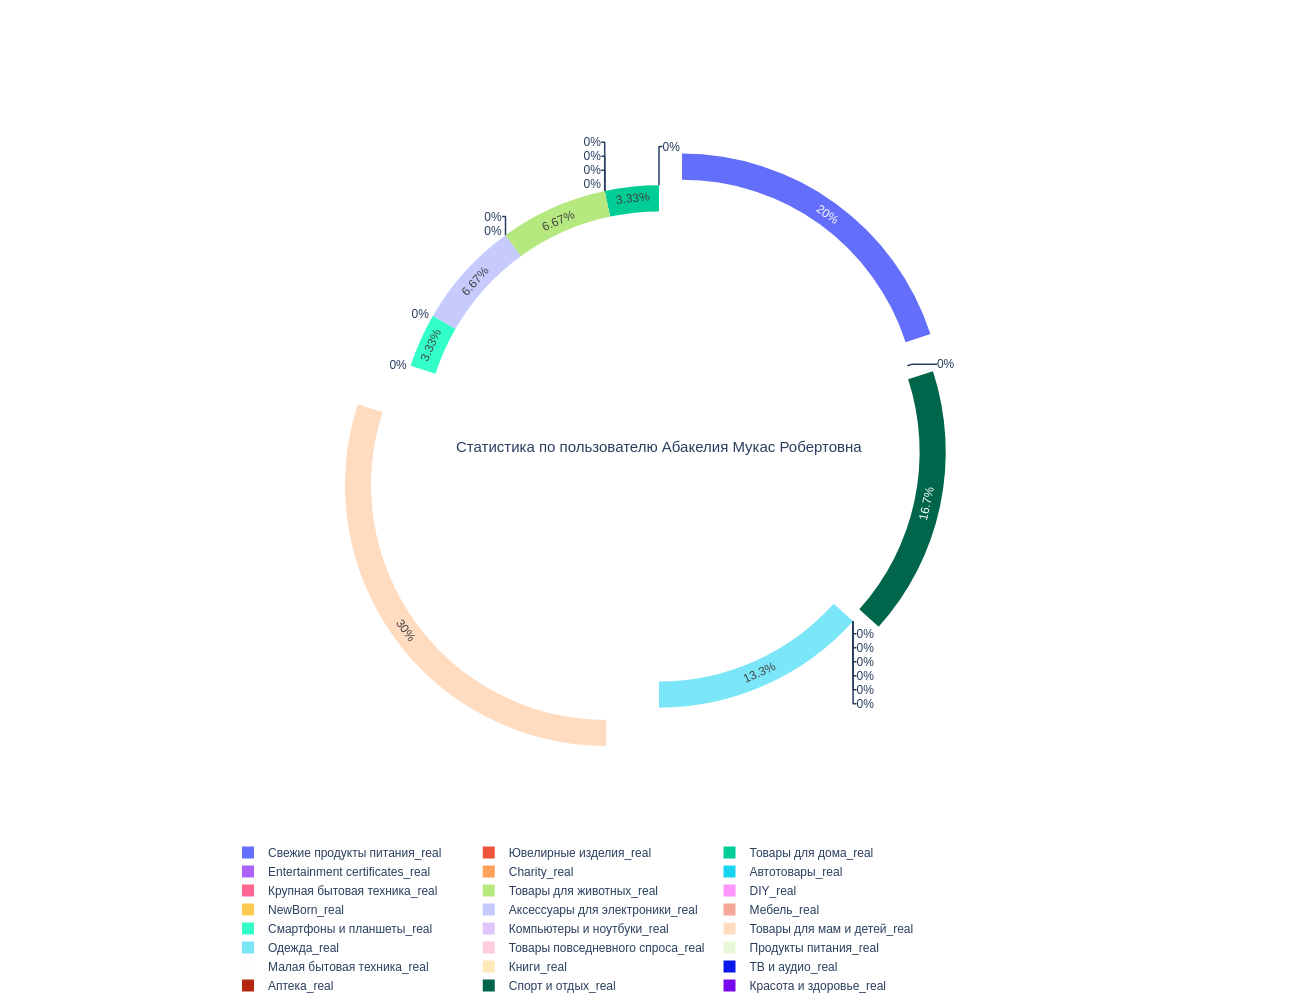 0%
0%
0%
0%
0%
3.33%
6.67%
20%
0%
0%
6.67%
0%
3.33%
0%
0%
Статистика по пользователю Абакелия Мукас Робертовна
16.7%
30%
13.3%
0%
0%
0%
0%
0%
0%
Свежие продукты питания_real
Ювелирные изделия_real
Товары для дома_real
Entertainment certificates_real
Charity_real
Автотовары_real
Крупная бытовая техника_real
Товары для животных_real
DIY_real
NewBorn_real
Аксессуары для электроники_real
Мебель_real
Смартфоны и планшеты_real
Компьютеры и ноутбуки_real
Товары для мам и детей_real
Одежда_real
Товары повседневного спроса_real
Продукты питания_real
Малая бытовая техника_real
Книги_real
ТВ и аудио_real
Аптека_real
Спорт и отдых_real
Красота и здоровье_real